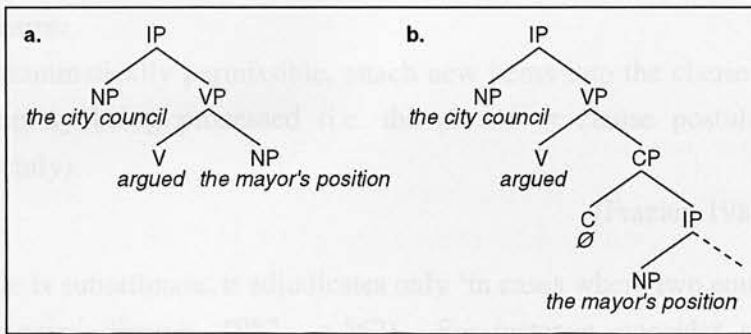 a. IP b. IP
NP VP NP VP
the city council the city council
V NP V CP
argued the mayor's position argued
C IP
Ø
NP
the mayor's position